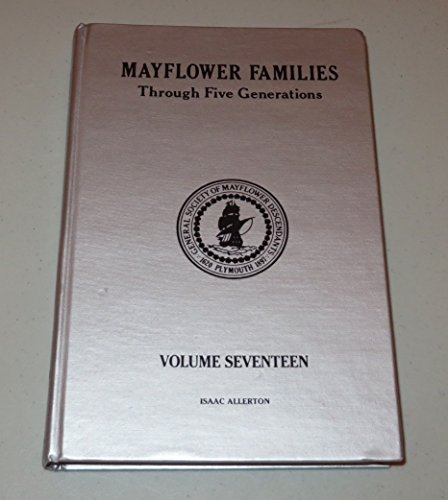 MAYFLOWER FAMILIES
Through Five Generations
GENERAL SOCIETY OF MAYFLOWER DESCENDANTS
1620 PLYMOUTH 1897
VOLUME SEVENTEEN
ISAAC ALLERTON